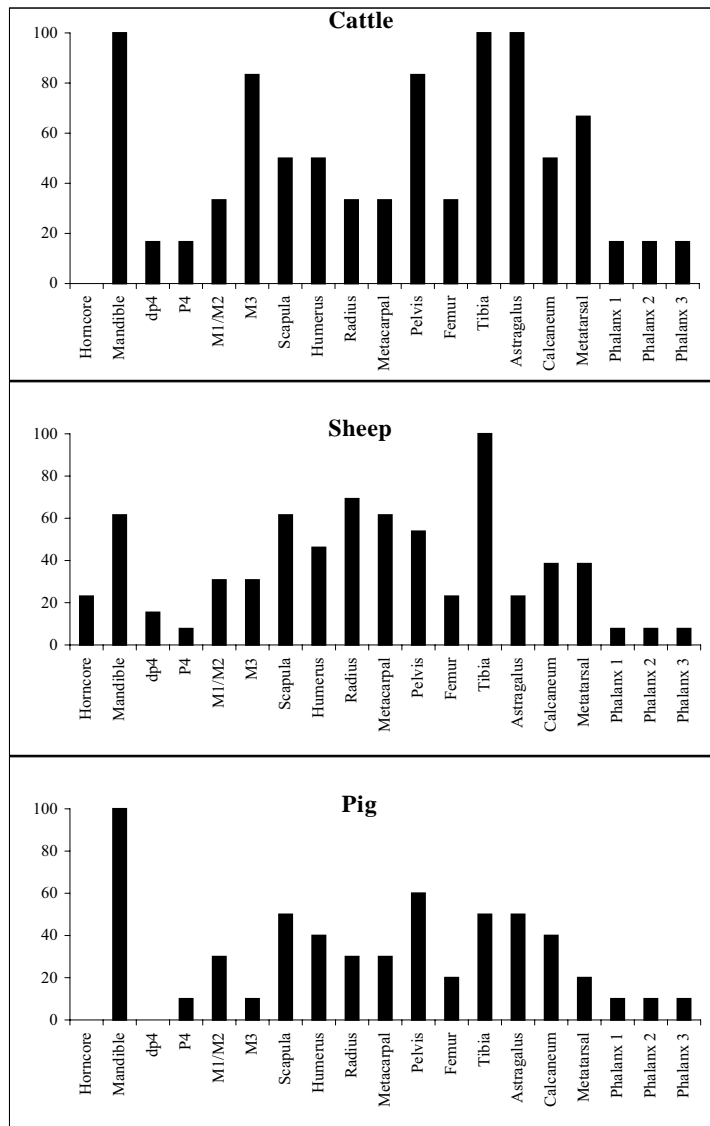 Cattle
100
80
60
40
20
0
Horncore
Mandible
dp4
P4
M1/M2
M3
Scapula
Humerus
Radius
Metacarpal
Pelvis
Femur
Tibia
Astragalus
Calcaneum
Metatarsal
Phalanx 1
Phalanx 2
Phalanx 3
Sheep
100
80
60
40
20
0
Horncore
Mandible
dp4
P4
M1/M2
M3
Scapula
Humerus
Radius
Metacarpal
Pelvis
Femur
Tibia
Astragalus
Calcaneum
Metatarsal
Phalanx 1
Phalanx 2
Phalanx 3
Pig
100
80
60
40
20
0
Horncore
Mandible
dp4
P4
M1/M2
M3
Scapula
Humerus
Radius
Metacarpal
Pelvis
Femur
Tibia
Astragalus
Calcaneum
Metatarsal
Phalanx 1
Phalanx 2
Phalanx 3